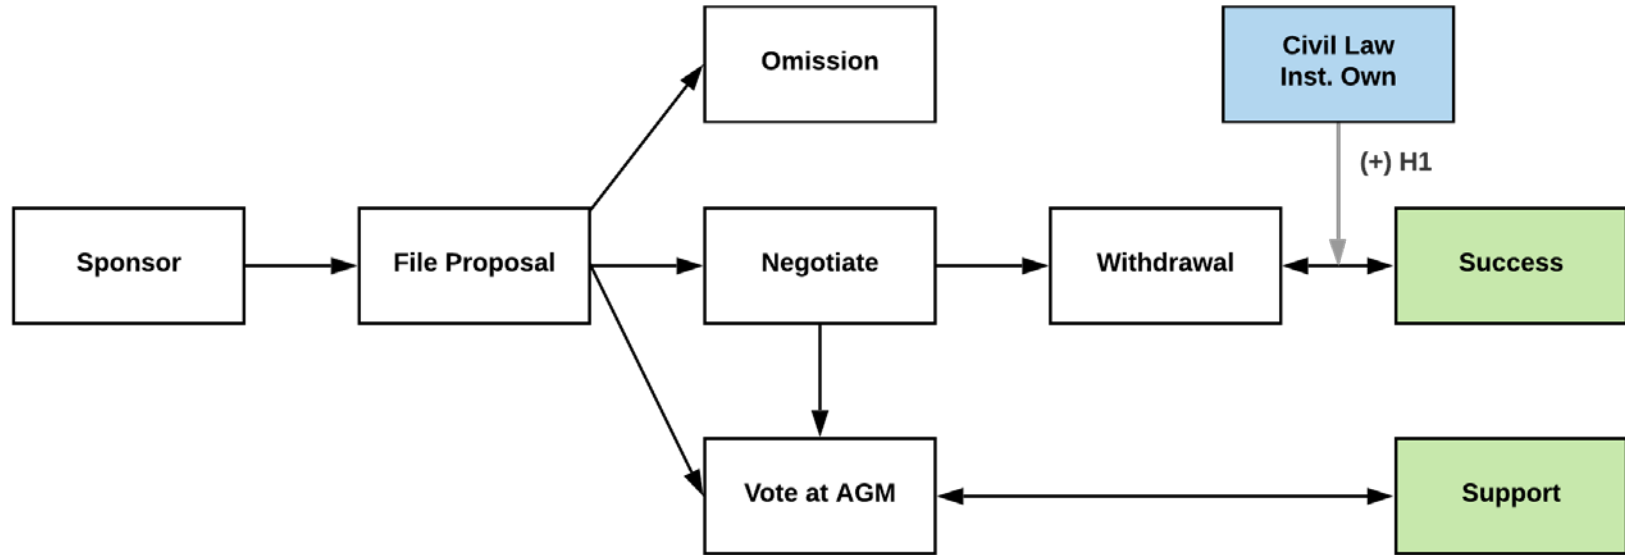 Omission
Civil Law
Inst. Own
(+) H1
Sponsor
File Proposal
Negotiate
Withdrawal
Success
Vote at AGM
Support